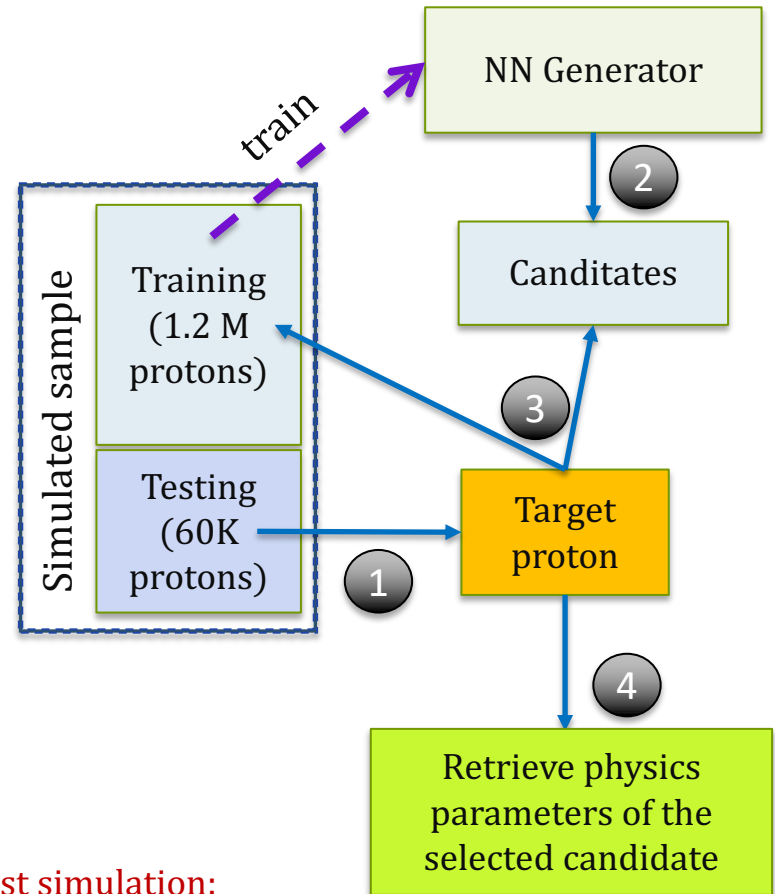 NN Generator
train
2
Simulated sample
Training
(1.2 M
protons)
Canditates
3
Testing
(60K
protons)
1
Target
proton
4
Retrieve physics
parameters of the
selected candidate
simulation: